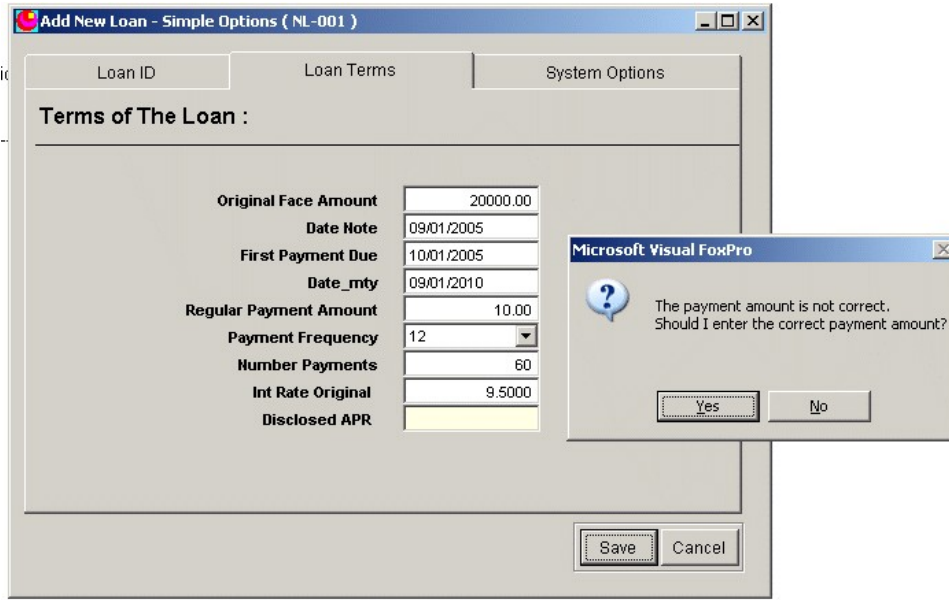 Add New Loan - Simple Options ( NL-001 )
Loan ID
Loan Terms
System Options
Terms of The Loan :
Original Face Amount 20000.00
Date Note 09/01/2005
First Payment Due 10/01/2005
Date_mty 09/01/2010
Regular Payment Amount 10.00
Payment Frequency 12
Number Payments 60
Int Rate Original 9.5000
Disclosed APR
Microsoft Visual FoxPro
The payment amount is not correct.
Should I enter the correct payment amount?
Yes No
Save Cancel